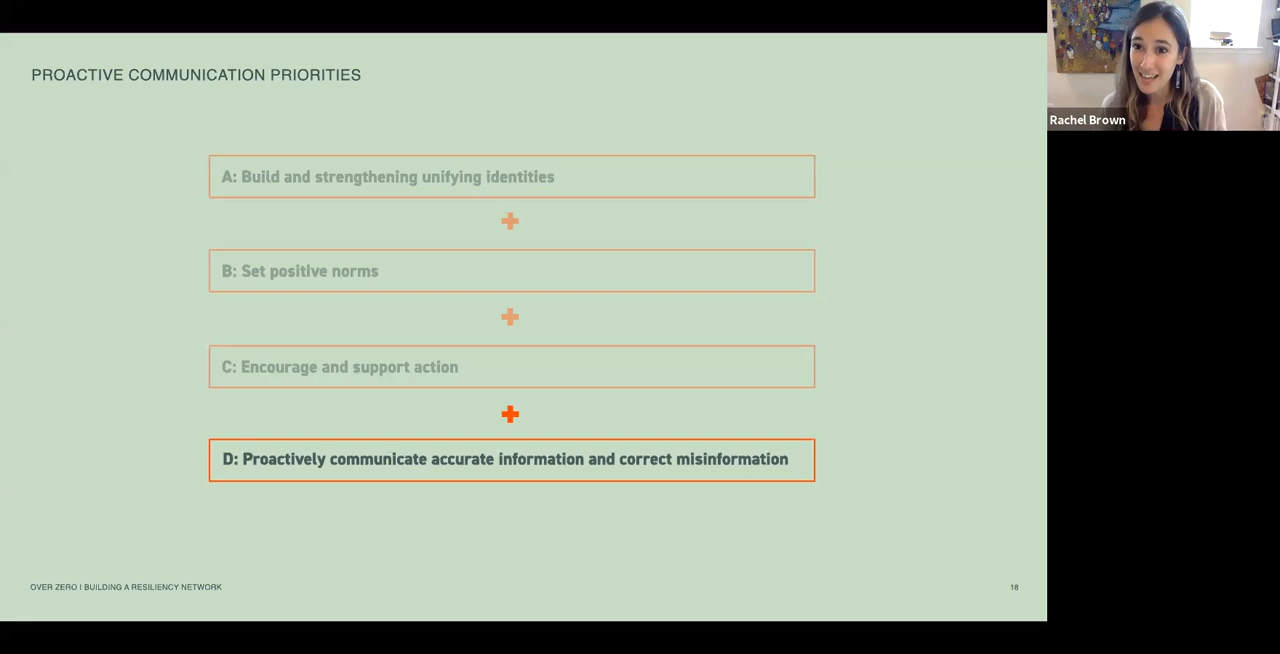 PROACTIVE COMMUNICATION PRIORITIES
Rachel Brown
A: Build and strengthening unifying identities
B: Set positive norms
C: Encourage and support action
D: Proactively communicate accurate information and correct misinformation
OVER ZERO I BUILDING A RESILIENCY NETWORK
16